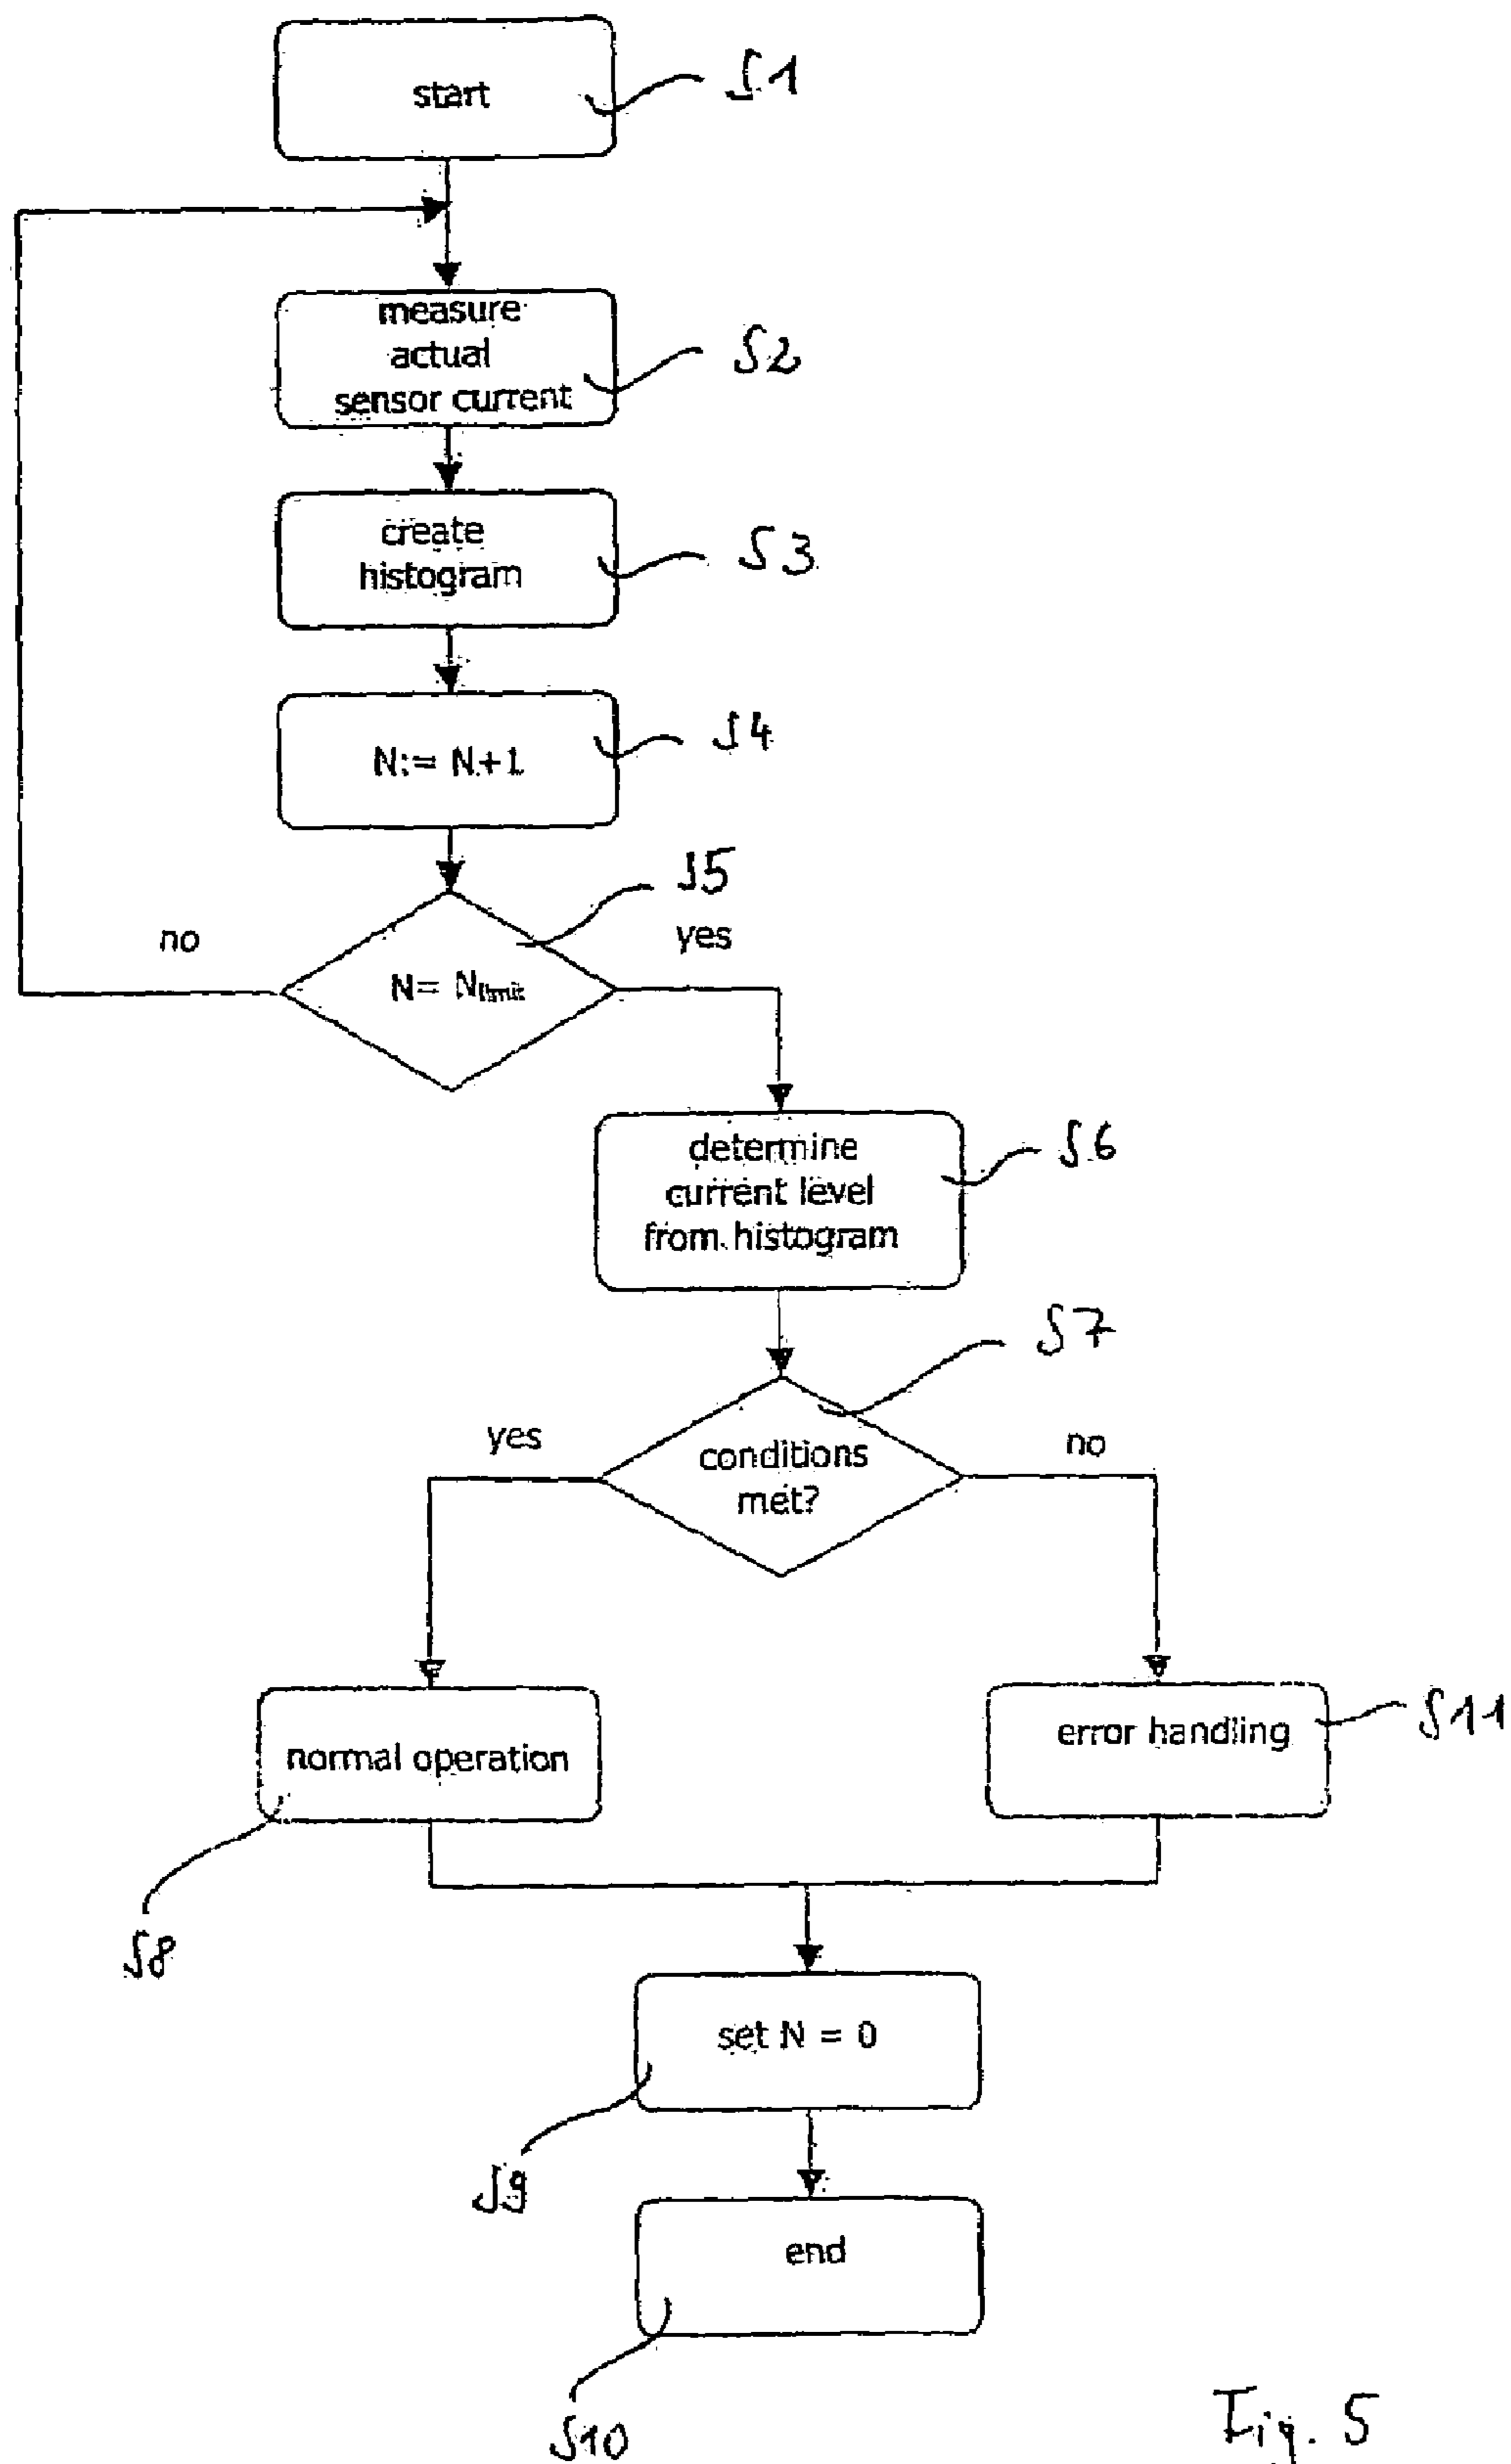 start
S1
measure
actual
sensor current
S2
create
histogram
S3
N:= N+1
S4
S5
no
yes
N= Nlimit
determine
current level
from histogram
S6
S7
yes
no
conditions
met?
normal operation
error handling
S11
S8
set N = 0
S9
end
S10
Fig. 5